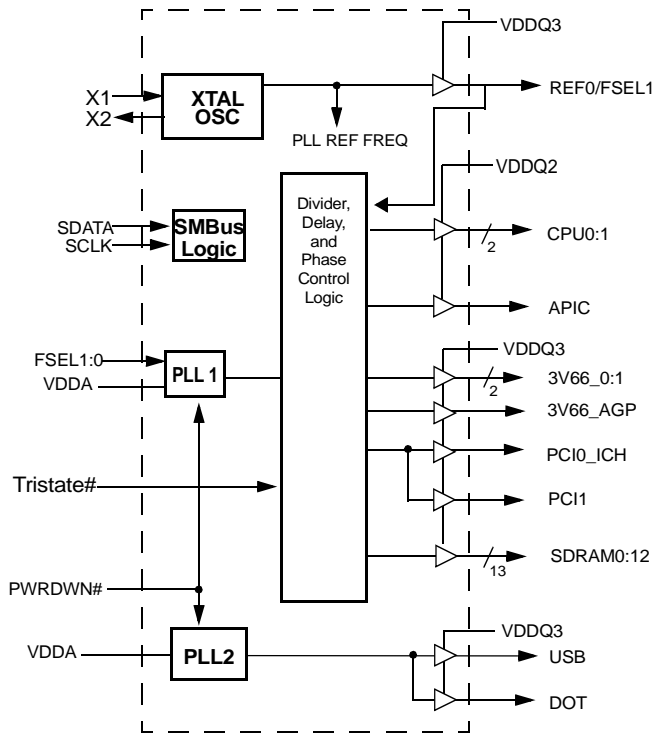 VDDQ3
X1
X2
XTAL
OSC
REF0/FSEL1
PLL REF FREQ
VDDQ2
Divider,
Delay,
and
Phase
Control
Logic
SDATA
SCLK
SMBus
Logic
2
CPU0:1
APIC
VDDQ3
FSEL1:0
VDDA
PLL 1
2
3V66_0:1
3V66_AGP
PCI0_ICH
Tristate#
PCI1
13
SDRAM0:12
PWRDWN#
VDDQ3
VDDA
PLL2
USB
DOT